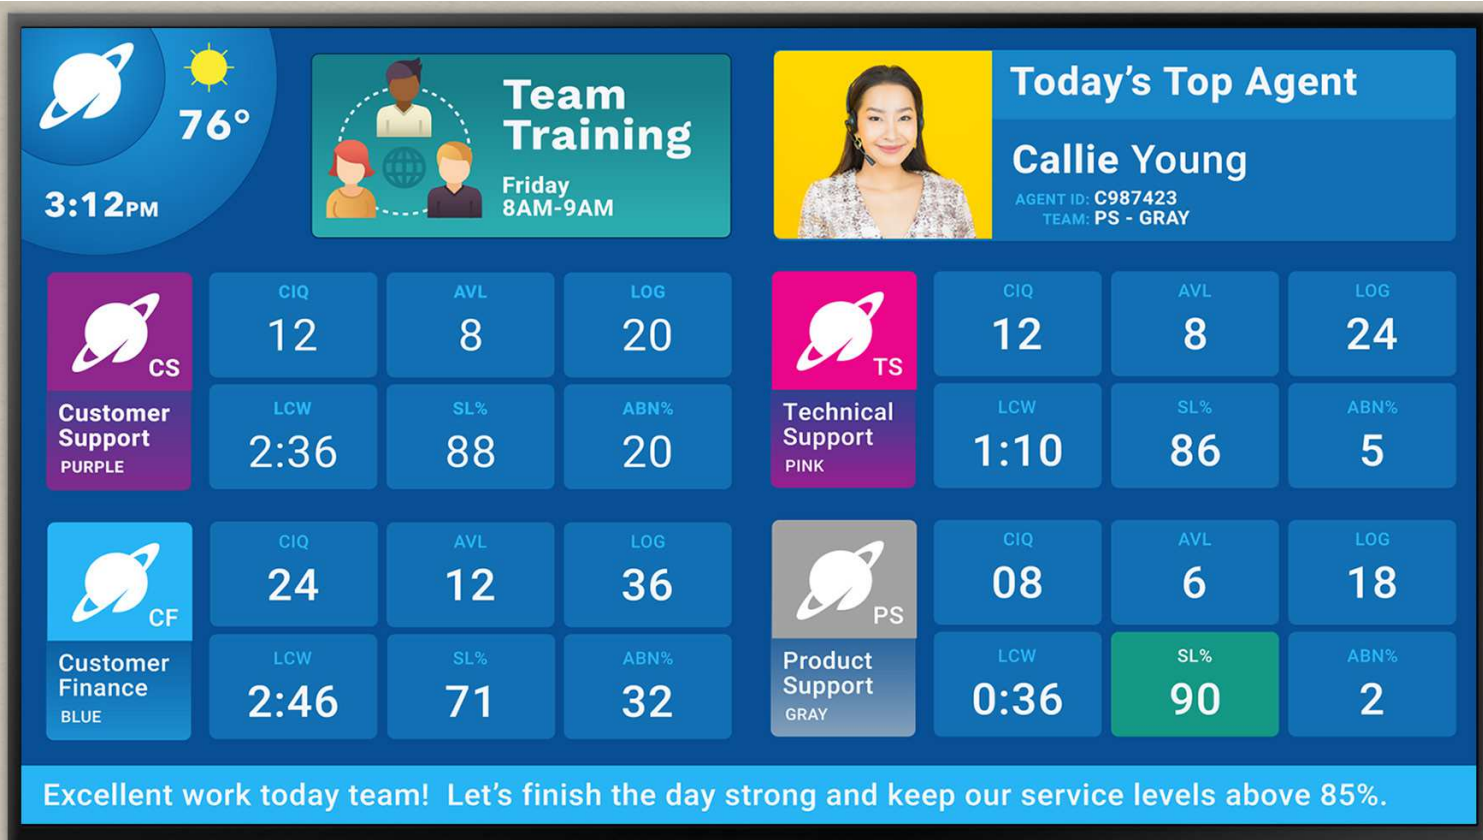 76°
3:12PM
Team
Training
Friday
8AM-9AM
Today's Top Agent
Callie Young
AGENT ID: C987423
TEAM: PS - GRAY
CS
Customer
Support
PURPLE
CIQ AVL LOG
12 8 20
LCW SL% ABN%
2:36 88 20
TS
Technical
Support
PINK
CIQ AVL LOG
12 8 24
LCW SL% ABN%
1:10 86 5
CF
Customer
Finance
BLUE
CIQ AVL LOG
24 12 36
LCW SL% ABN%
2:46 71 32
PS
Product
Support
GRAY
CIQ AVL LOG
08 6 18
LCW SL% ABN%
0:36 90 2
Excellent work today team! Let's finish the day strong and keep our service levels above 85%.